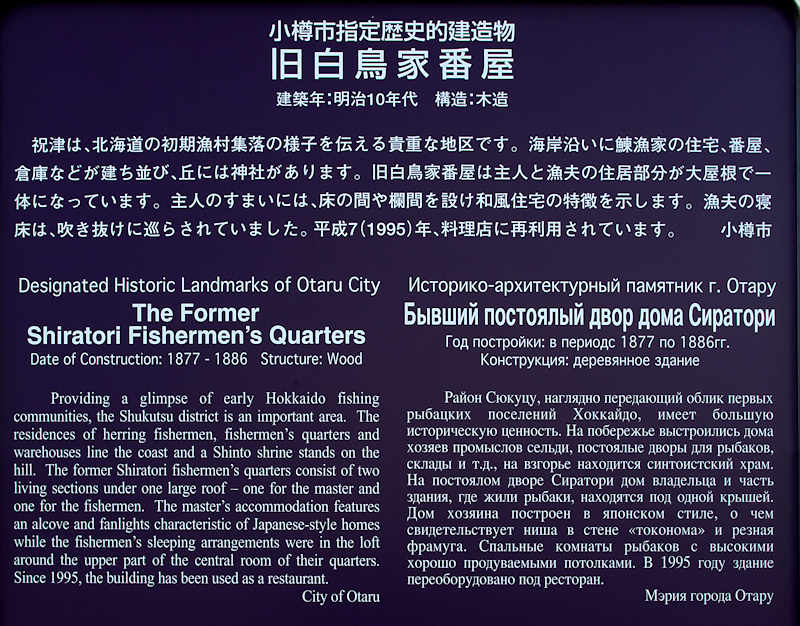 小樽市指定歴史的建造物
旧白鳥家番屋
建築年：明治10年代　構造：木造
祝津は、北海道の初期漁村集落の様子を伝える貴重な地区です。海岸沿いに鰊漁家の住宅、番屋、
倉庫などが建ち並び、丘には神社があります。旧白鳥家番屋は主人と漁夫の住居部分が大屋根で一
体になっています。主人のすまいには、床の間や欄間を設け和風住宅の特徴を示します。漁夫の寝
床は、吹き抜けに巡らされていました。平成7(1995)年、料理店に再利用されています。　小樽市
Designated Historic Landmarks of Otaru City
The Former
Shiratori Fishermen's Quarters
Date of Construction: 1877 - 1886 Structure: Wood
Providing a glimpse of early Hokkaido fishing
communities, the Shukutsu district is an important area. The
residences of herring fishermen, fishermen's quarters and
warehouses line the coast and a Shinto shrine stands on the
hill. The former Shiratori fishermen's quarters consist of two
living sections under one large roof – one for the master and
one for the fishermen. The master's accommodation features
an alcove and fanlights characteristic of Japanese-style homes
while the fishermen's sleeping arrangements were in the loft
around the upper part of the central room of their quarters.
Since 1995, the building has been used as a restaurant.
City of Otaru
Историко-архитектурный памятник г. Отару
Бывший постоялый двор дома Сиратори
Год постройки: в периодс 1877 по 1886гг.
Конструкция: деревянное здание
Район Сюкуцу, наглядно передающий облик первых
рыбацких поселений Хоккайдо, имеет большую
историческую ценность. На побережье выстроились дома
хозяев промыслов сельди, постоялые дворы для рыбаков,
склады и т.д., на взгорье находится синтоистский храм.
На постоялом дворе Сиратори дом владельца и часть
здания, где жили рыбаки, находятся под одной крышей.
Дом хозяина построен в японском стиле, о чем
свидетельствует ниша в стене «токонома» и резная
фрамуга. Спальные комнаты рыбаков с высокими
хорошо продуваемыми потолками. В 1995 году здание
переоборудовано под ресторан.
Мэрия города Отару